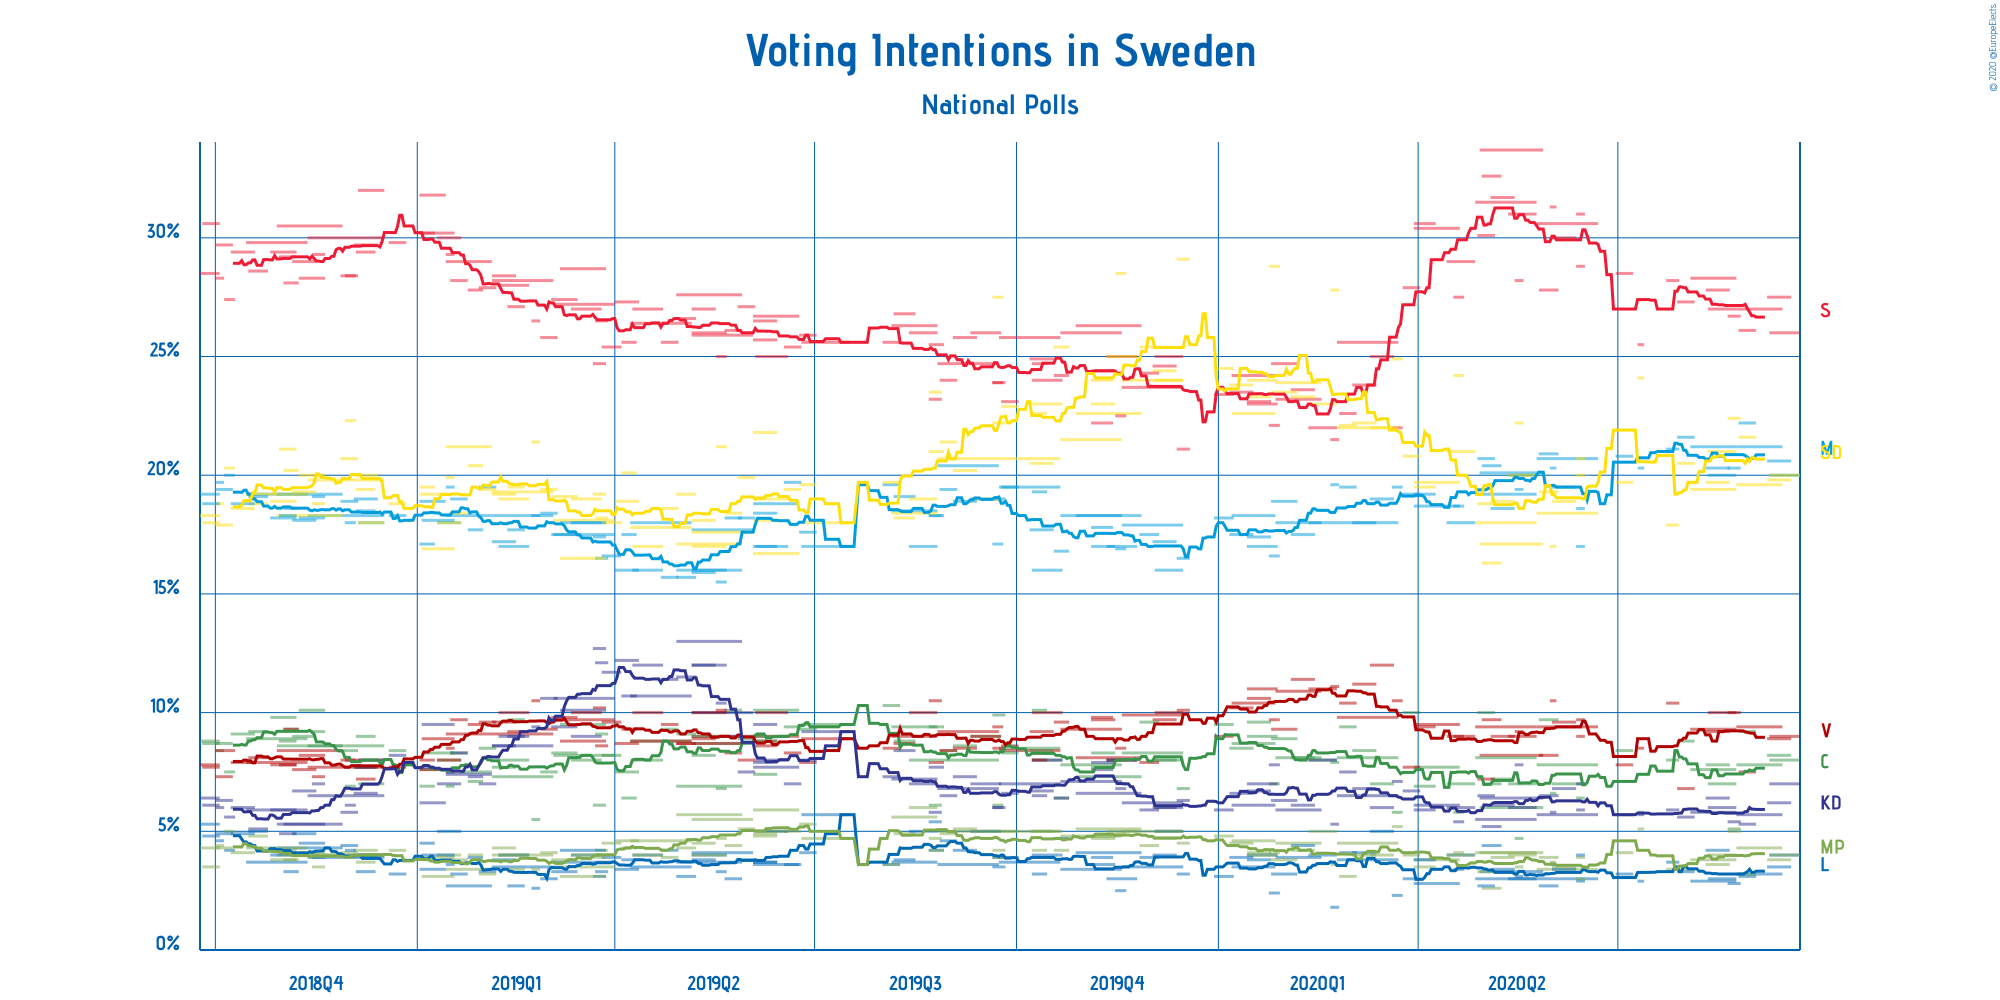 Voting Intentions in Sweden
National Polls
© 2020 @EuropeElects
30%
25%
20%
15%
10%
5%
0%
S
M
SD
V
C
KD
MP
L
2018Q4
2019Q1
2019Q2
2019Q3
2019Q4
2020Q1
2020Q2